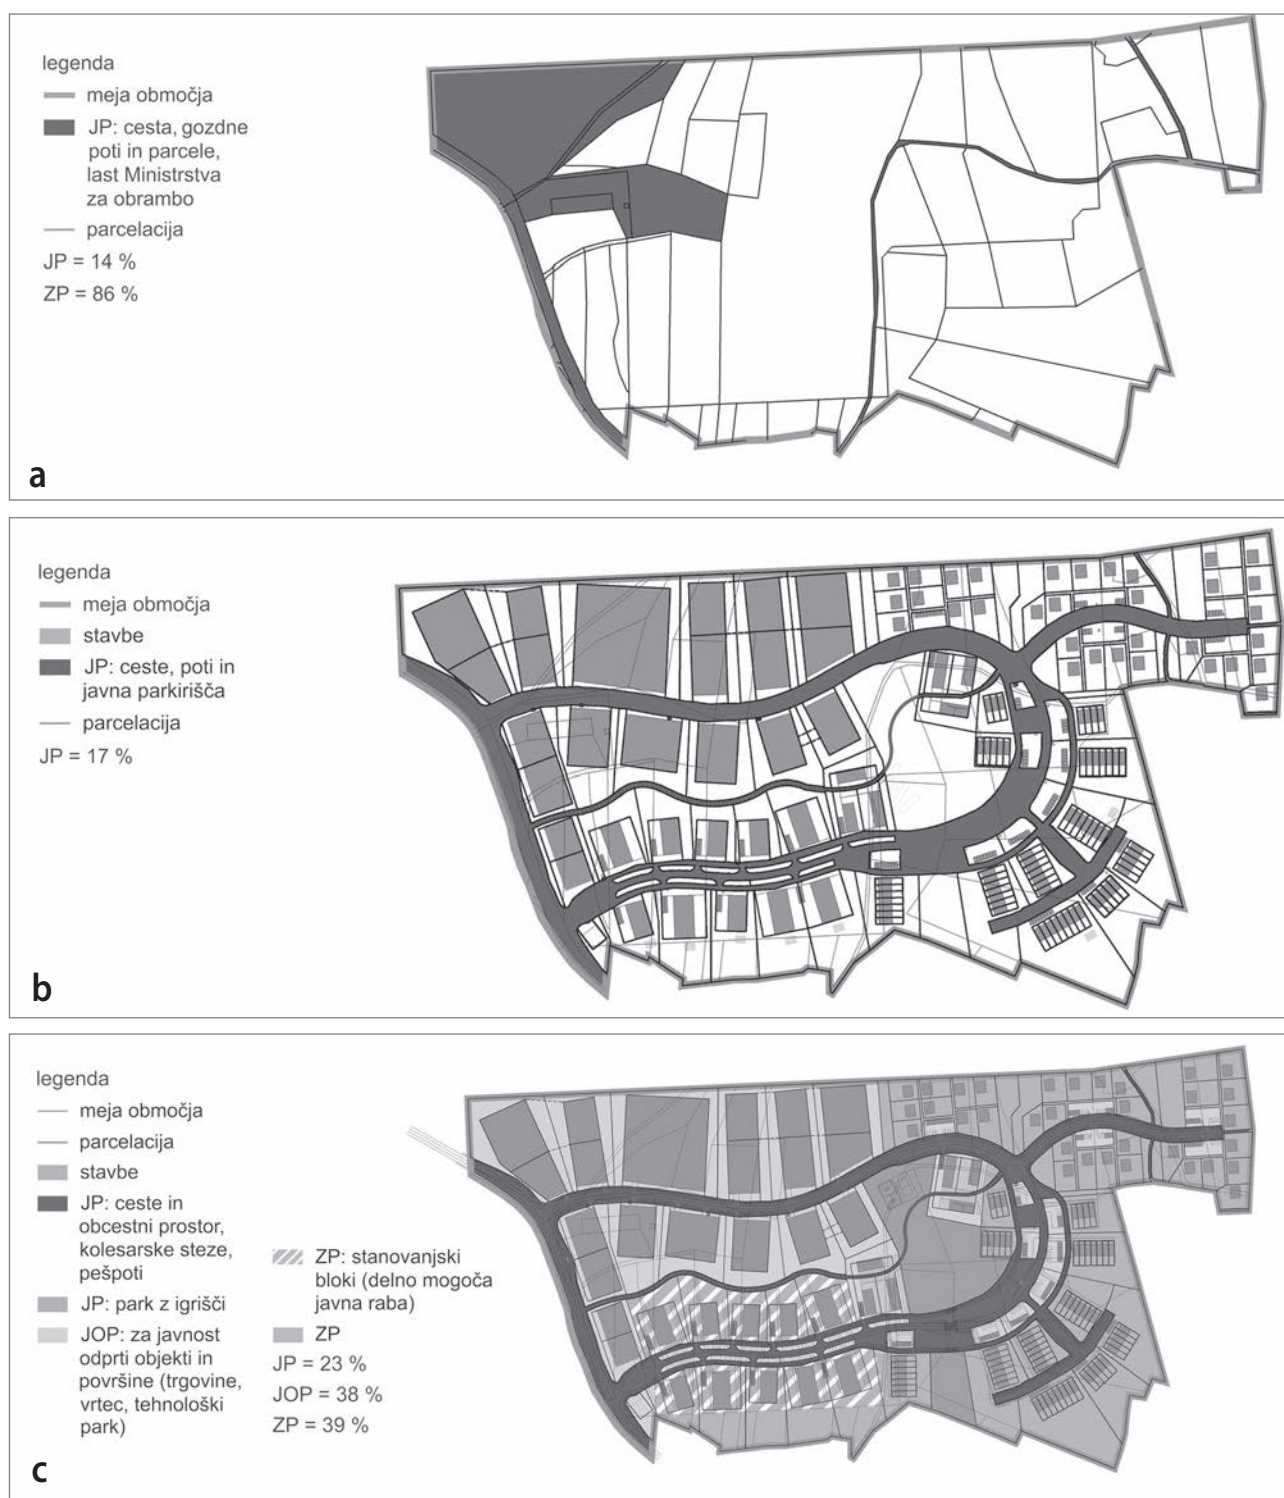 legenda
meja območja
JP: cesta, gozdne
poti in parcele,
last Ministrstva
za obrambo
parcelacija
JP = 14 %
ZP = 86 %
a
legenda
meja območja
stavbe
JP: ceste, poti in
javna parkirišča
parcelacija
JP = 17 %
b
legenda
meja območja
parcelacija
stavbe
JP: ceste in
obcestni prostor,
kolesarske steze,
pešpoti
JP: park z igrišči
JOP: za javnost
odprti objekti in
površine (trgovine,
vrtec, tehnološki
park)
ZP: stanovanjski
bloki (delno mogoča
javna raba)
ZP
JP = 23 %
JOP = 38 %
ZP = 39 %
c